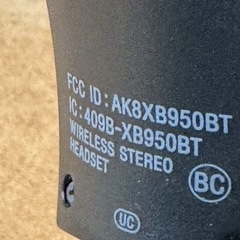 FCC ID : AK8XB950BT
IC : 409B-XB950BT
WIRELESS STEREO
HEADSET
BC
UC